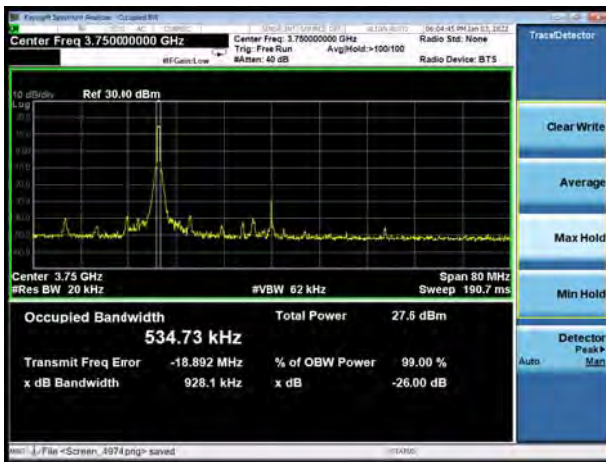 Keysight Spectrum Analyzer - Occupied BW
Center Freq 3.750000000 GHz
#IFGain:Low
Center Freq: 3.750000000 GHz
Trig: Free Run
Avg|Hold:>100/100
#Atten: 40 dB
06:04:45 PM Jan 03, 2022
Radio Std: None
Radio Device: BTS
Trace/Detector
10 dB/div
Ref 30.00 dBm
Log
Clear Write
Average
Max Hold
Min Hold
Detector
Peak
Auto
Man
Center 3.75 GHz
Span 80 MHz
#Res BW 20 kHz
#VBW 62 kHz
Sweep 190.7 ms
Occupied Bandwidth
534.73 kHz
Total Power
27.6 dBm
Transmit Freq Error
-18.892 MHz
% of OBW Power
99.00 %
x dB Bandwidth
928.1 kHz
x dB
-26.00 dB
MSG
File <Screen_4974.png> saved
STATUS